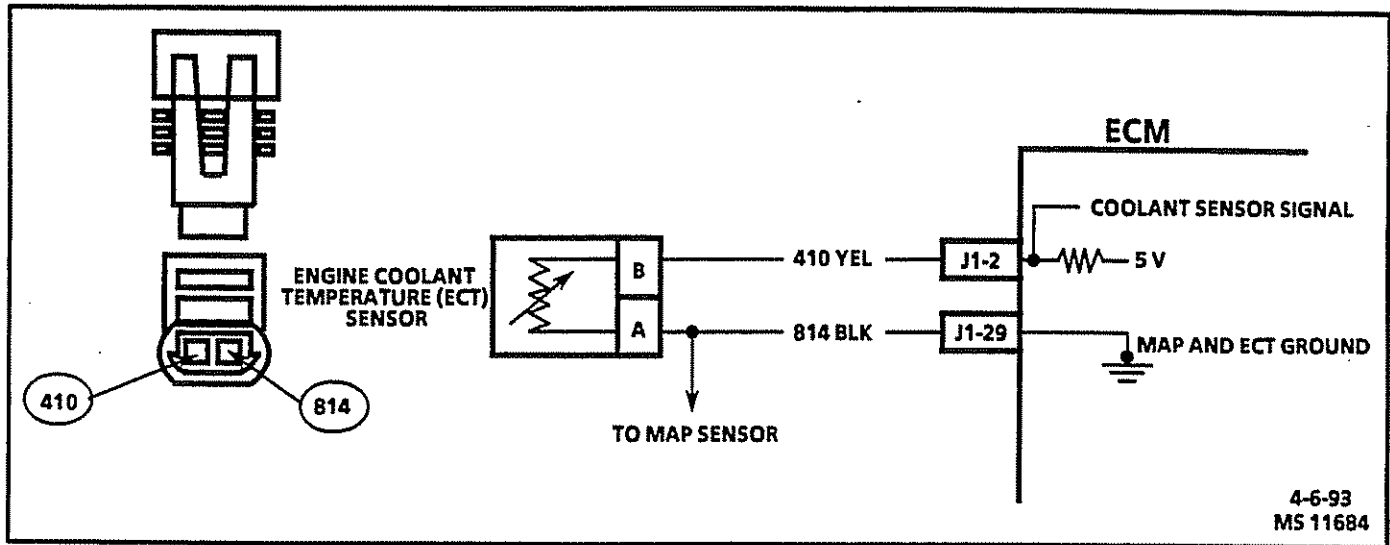 ECM
COOLANT SENSOR SIGNAL
ENGINE COOLANT
TEMPERATURE (ECT)
SENSOR
B
A
410 YEL
J1-2
5 V
814 BLK
J1-29
MAP AND ECT GROUND
410
814
TO MAP SENSOR
4-6-93
MS 11684